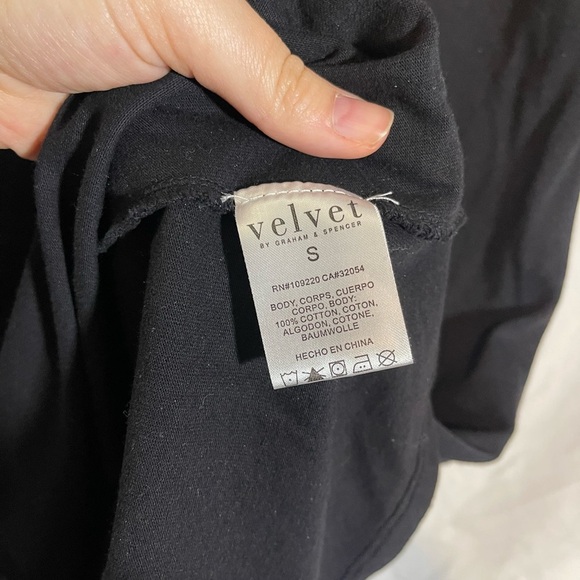 velvet
BY GRAHAM & SPENCER
S
RN#109220 CA#32054
BODY, CORPS, CUERPO
CORPO, BODY:
100% COTTON, COTON,
ALGODON, COTONE,
BAUMWOLLE
HECHO EN CHINA